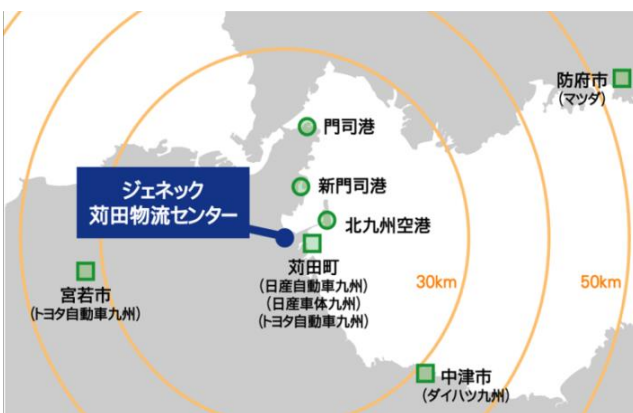 防府市
(マツダ)
門司港
新門司港
ジェネック
苅田物流センター
北九州空港
苅田町
(日産自動車九州)
(日産車体九州)
(トヨタ自動車九州)
30km
50km
宮若市
(トヨタ自動車九州)
中津市
(ダイハツ九州)